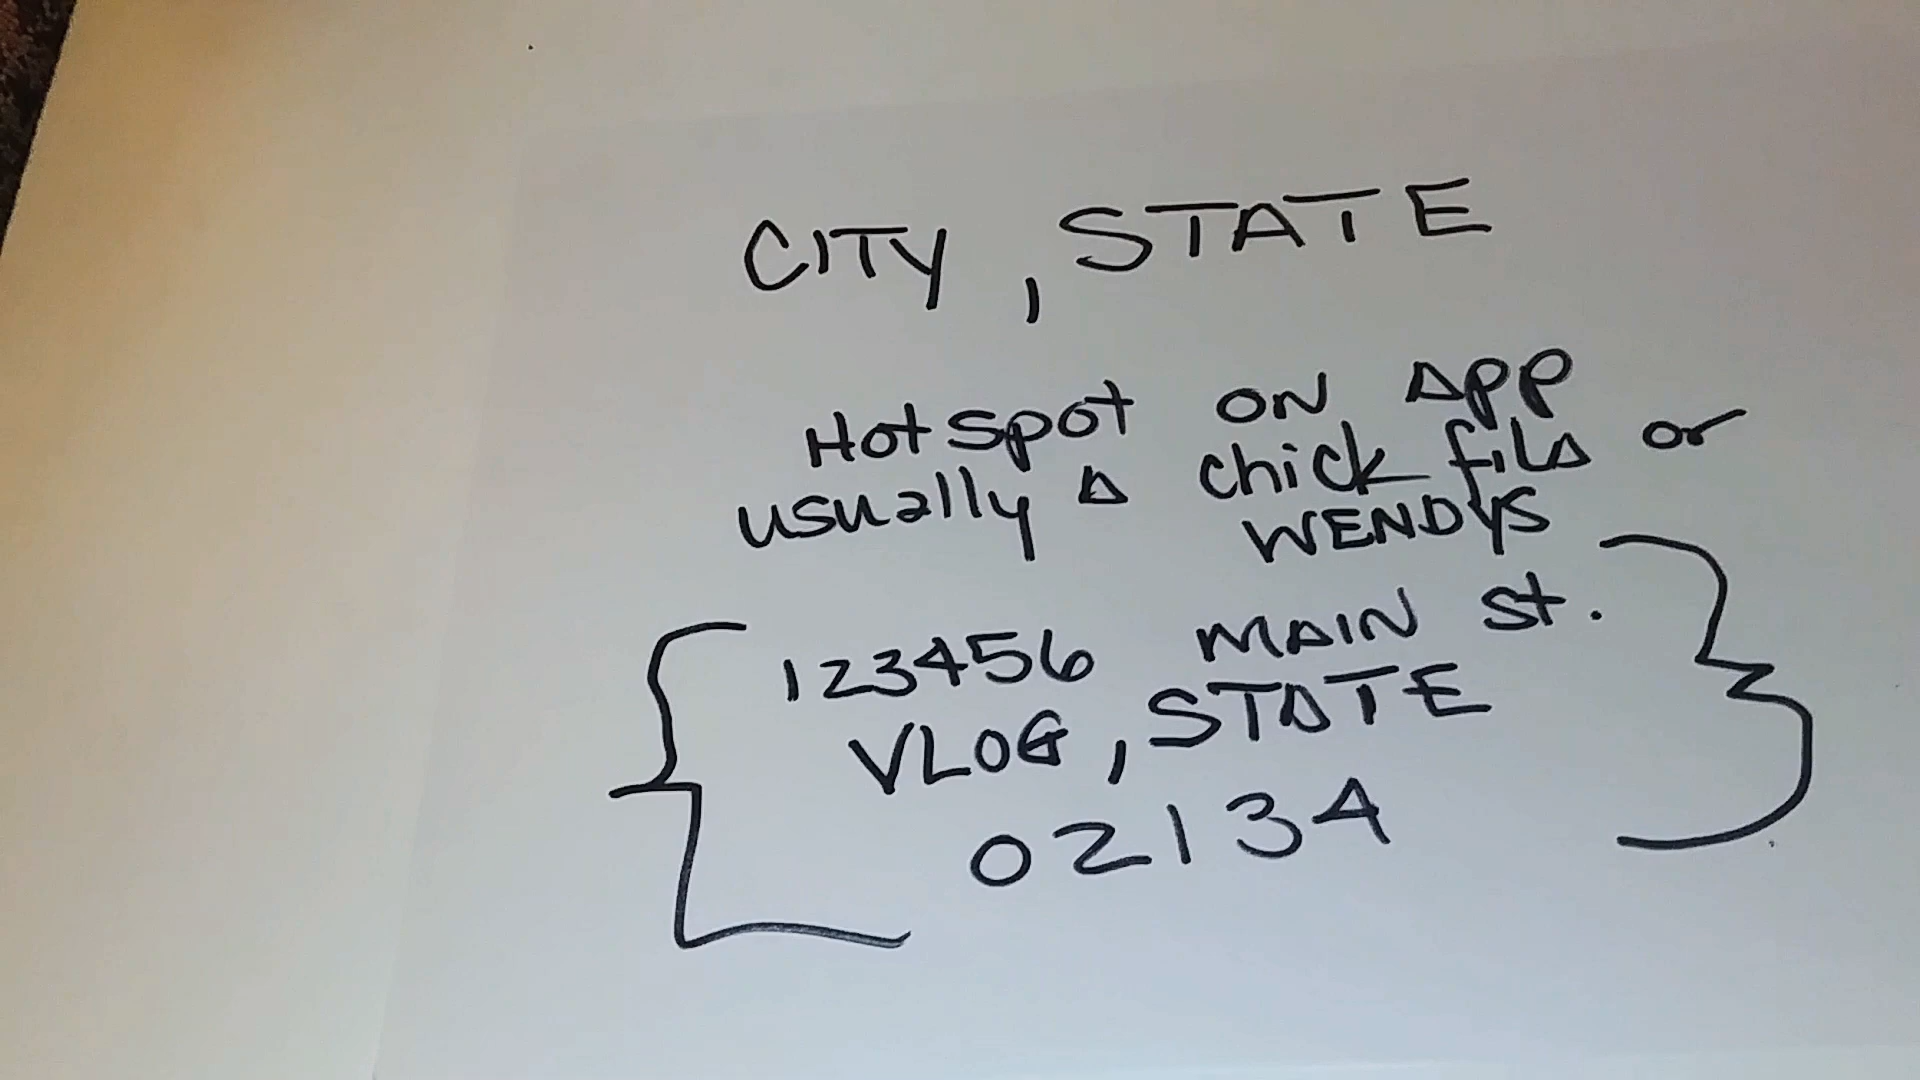 CITY, STATE
Hotspot ON APP
usually A chick fila or
WENDYS
123456 MAIN St.
VLOG, STATE
02134